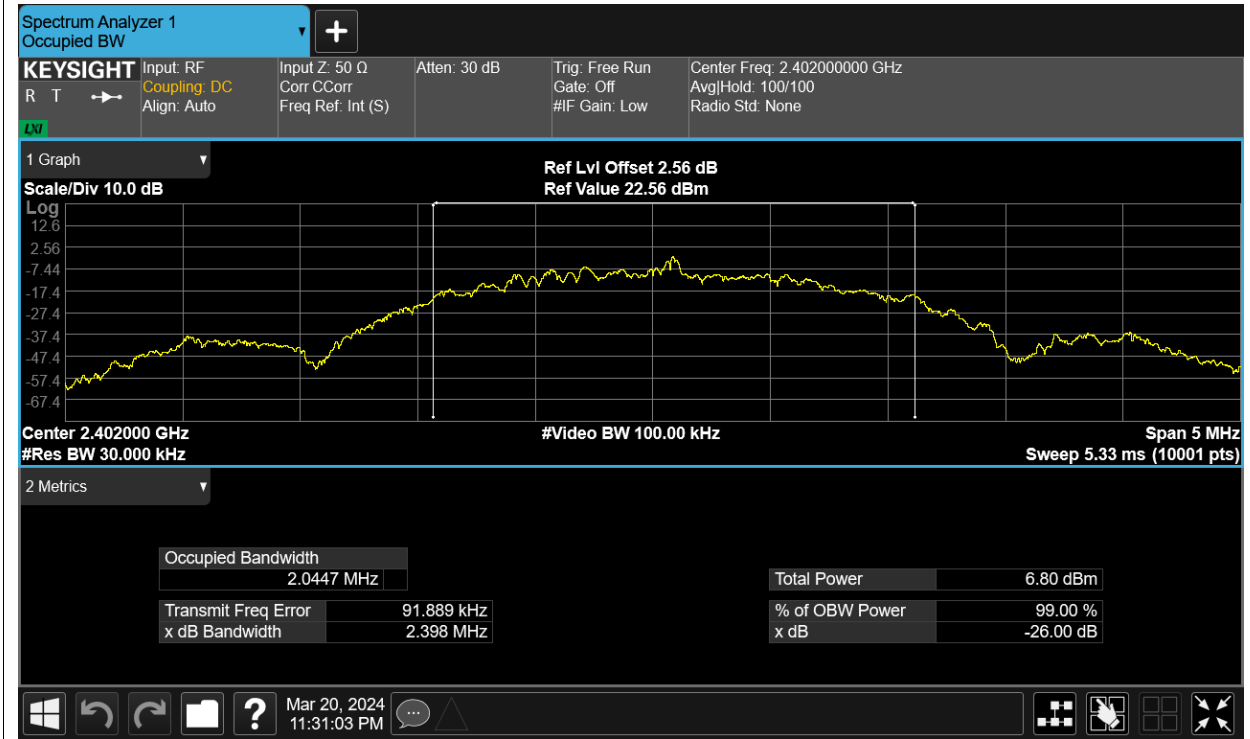 Spectrum Analyzer 1
Occupied BW
KEYSIGHT
R T
LXI
Input: RF
Coupling: DC
Align: Auto
Input Z: 50 Ω
Corr CCorr
Freq Ref: Int (S)
Atten: 30 dB
Trig: Free Run
Gate: Off
#IF Gain: Low
Center Freq: 2.402000000 GHz
Avg|Hold: 100/100
Radio Std: None
1 Graph
Scale/Div 10.0 dB
Ref Lvl Offset 2.56 dB
Ref Value 22.56 dBm
Log
12.6
2.56
-7.44
-17.4
-27.4
-37.4
-47.4
-57.4
-67.4
Center 2.402000 GHz
#Res BW 30.000 kHz
#Video BW 100.00 kHz
Span 5 MHz
Sweep 5.33 ms (10001 pts)
2 Metrics
Occupied Bandwidth
2.0447 MHz
Transmit Freq Error 91.889 kHz
x dB Bandwidth 2.398 MHz
Total Power 6.80 dBm
% of OBW Power 99.00 %
x dB -26.00 dB
?
Mar 20, 2024
11:31:03 PM